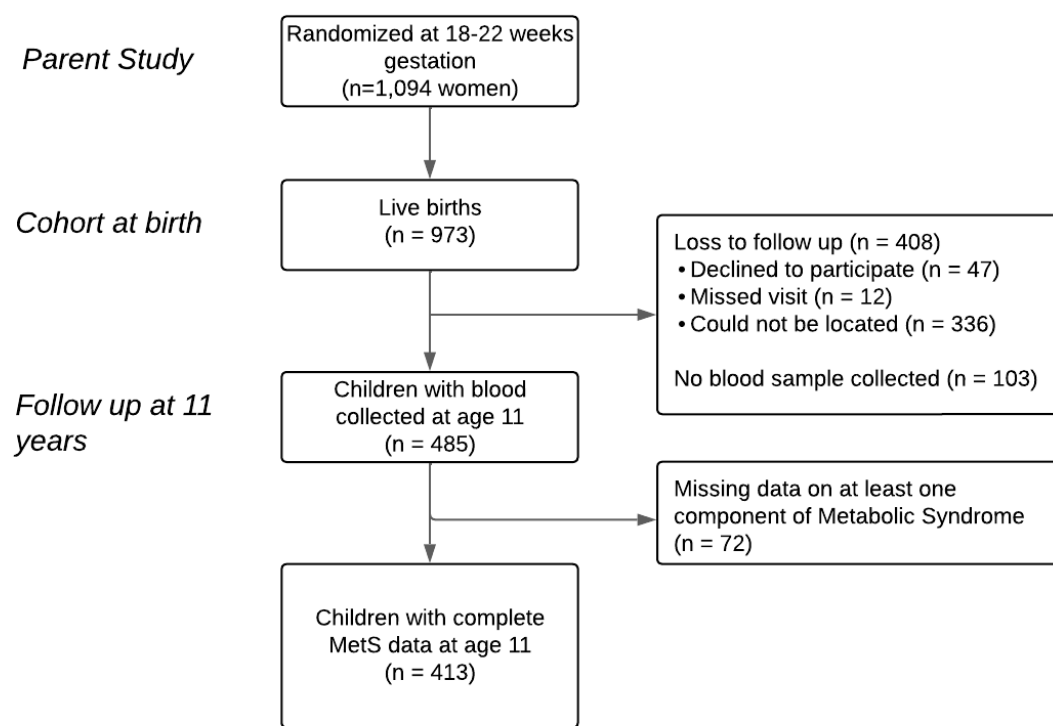 Parent Study
Randomized at 18-22 weeks
gestation
(n=1,094 women)
Cohort at birth
Live births
(n = 973)
Loss to follow up (n = 408)
• Declined to participate (n = 47)
• Missed visit (n = 12)
• Could not be located (n = 336)
No blood sample collected (n = 103)
Follow up at 11
years
Children with blood
collected at age 11
(n = 485)
Missing data on at least one
component of Metabolic Syndrome
(n = 72)
Children with complete
MetS data at age 11
(n = 413)